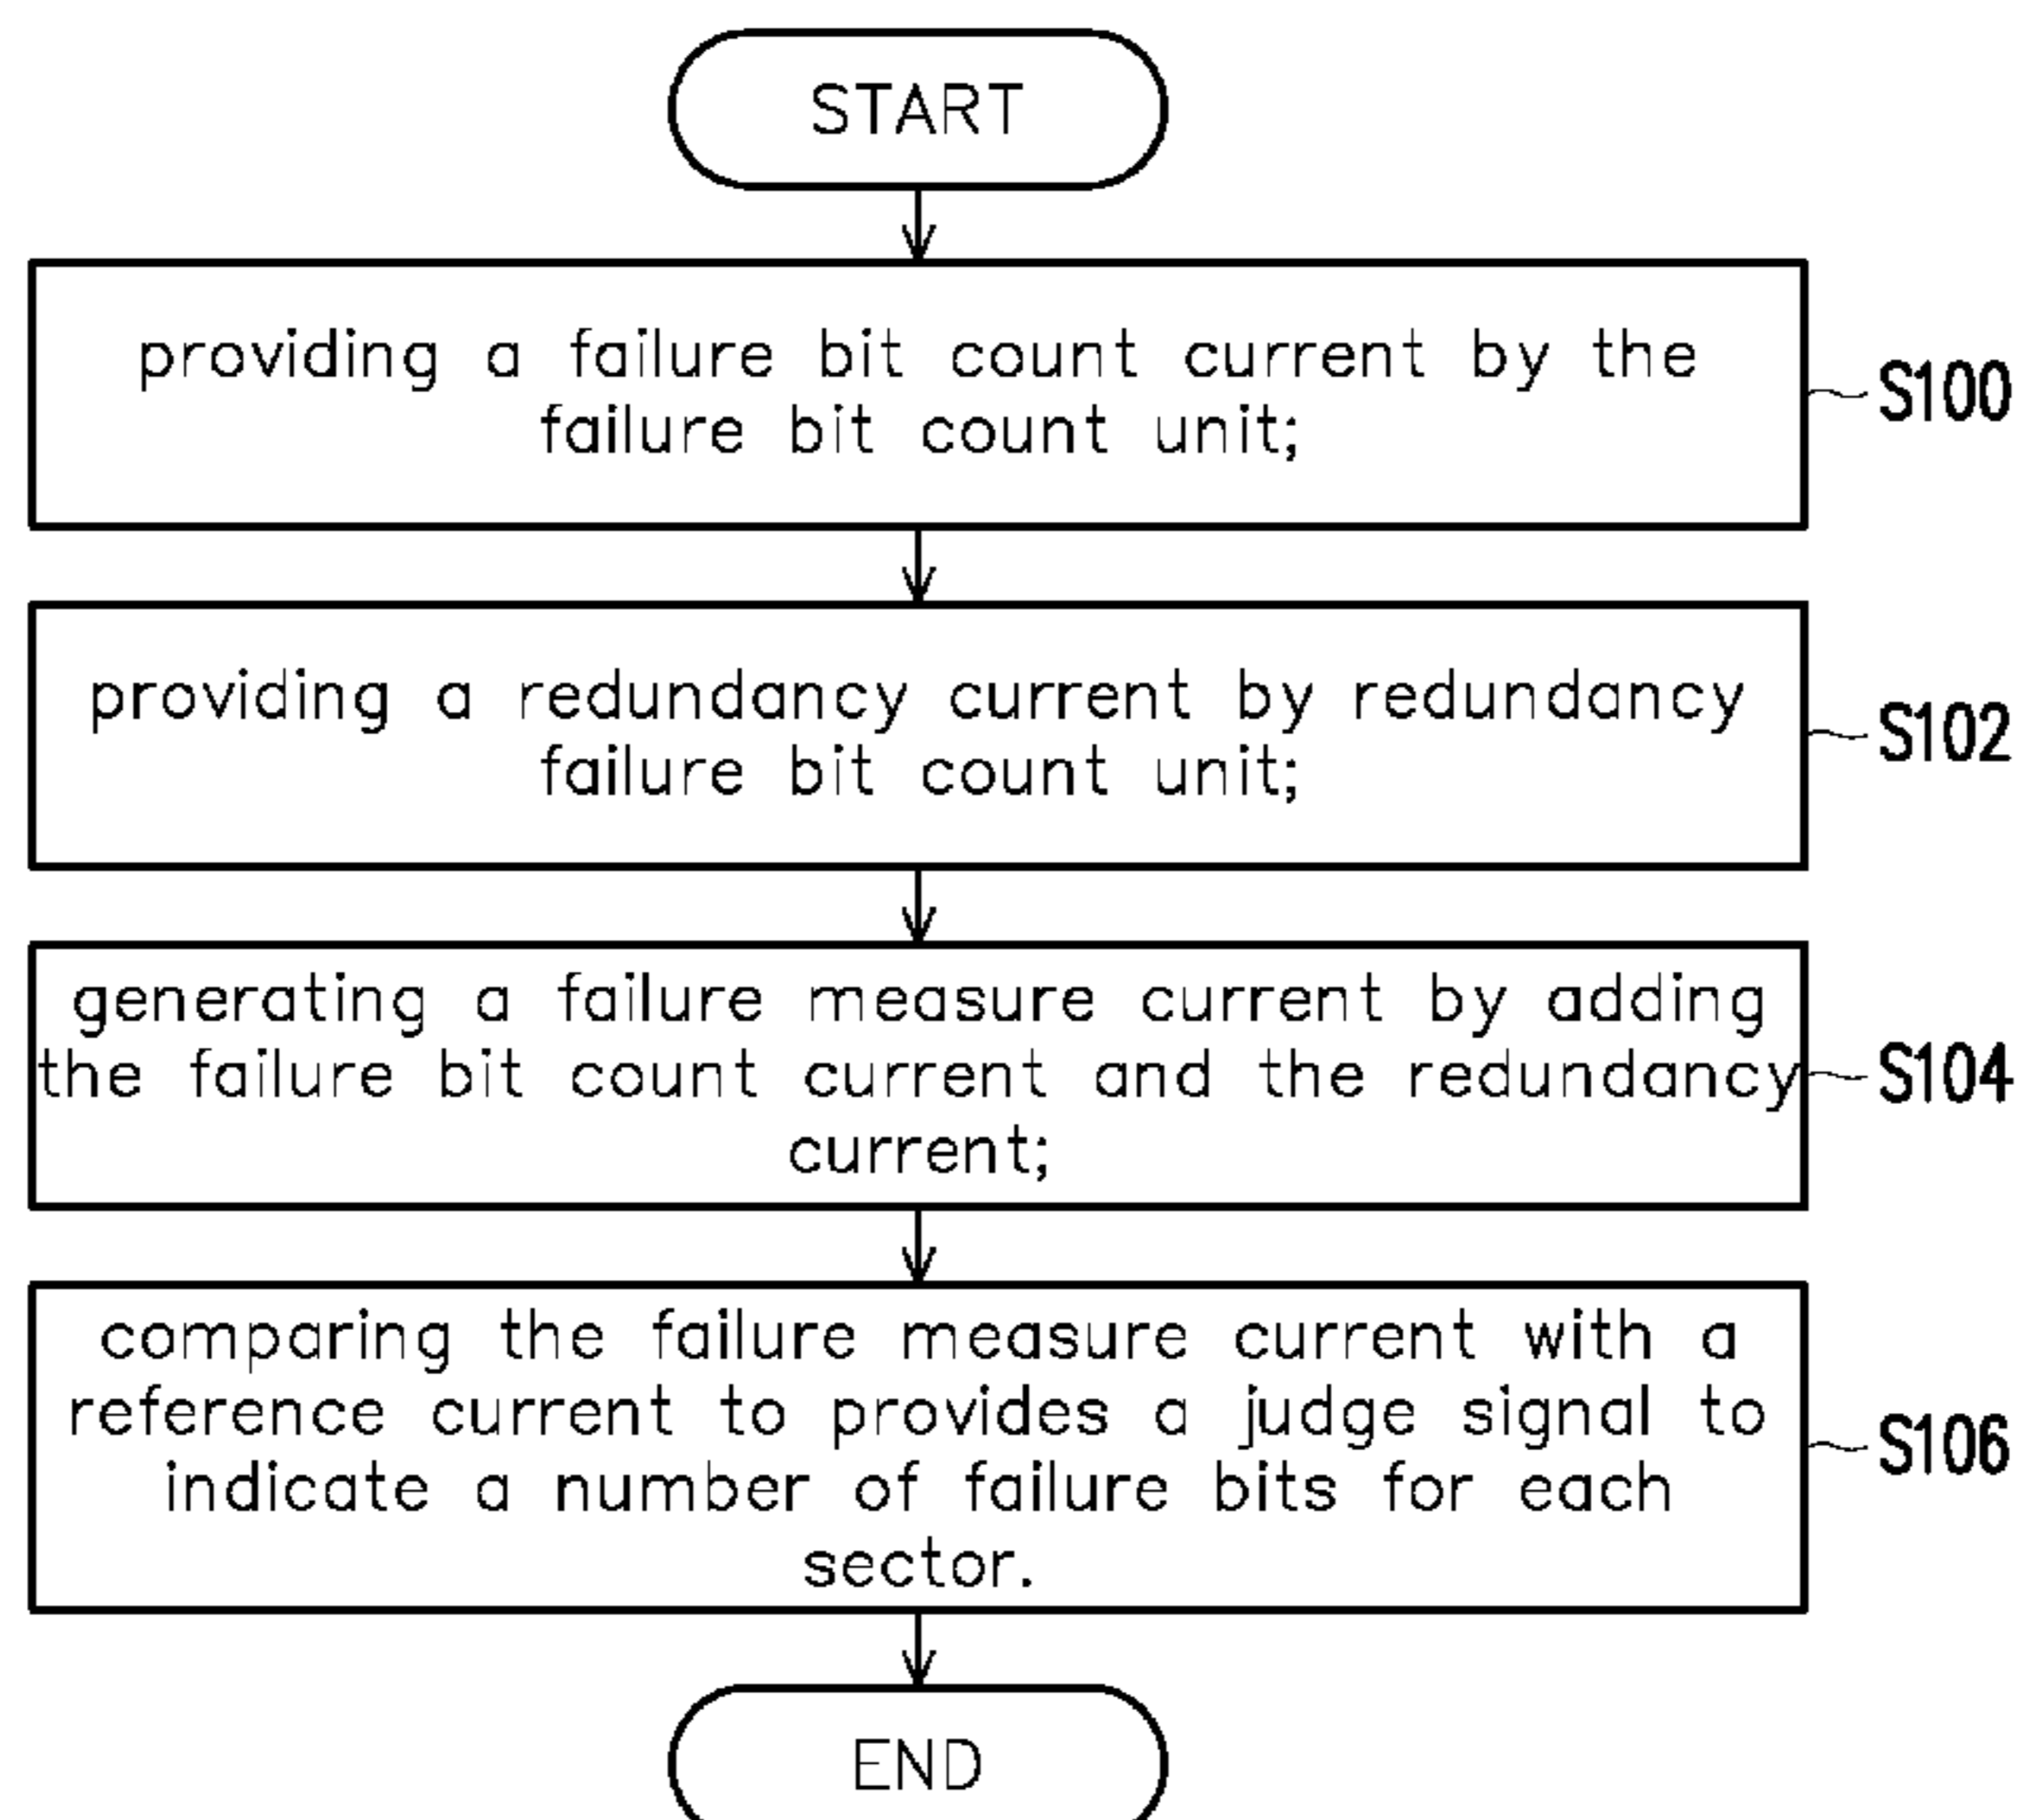 START
providing a failure bit count current by the
failure bit count unit;
S100
providing a redundancy current by redundancy
failure bit count unit;
S102
generating a failure measure current by adding
the failure bit count current and the redundancy
current;
S104
comparing the failure measure current with a
reference current to provides a judge signal to
indicate a number of failure bits for each
sector.
S106
END